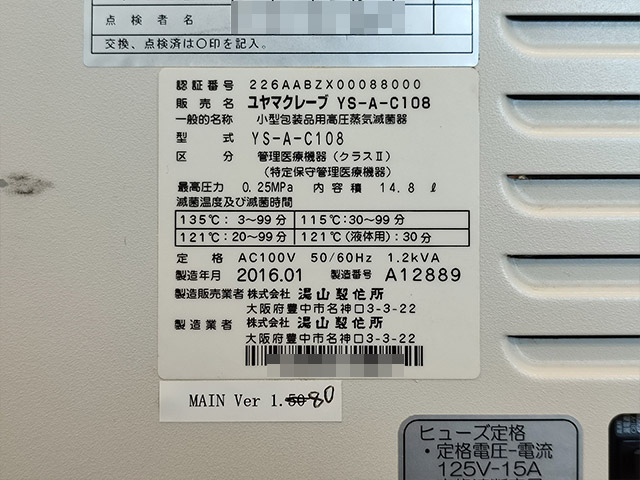 点検者名
交換、点検済は〇印を記入。
認証番号 226AABZX00088000
販売名 ユヤマクレーブ YS-A-C108
一般的名称 小型包装品用高圧蒸気滅菌器
型式 YS-A-C108
区分 管理医療機器(クラスⅡ)
(特定保守管理医療機器)
最高圧力 0.25MPa 内容積 14.8ℓ
滅菌温度及び滅菌時間
135℃: 3~99分 115℃:30~99分
121℃:20~99分 121℃(液体用):30分
定格 AC100V 50/60Hz 1.2kVA
製造年月 2016.01 製造番号 A12889
製造販売業者 株式会社 湯山製作所
大阪府豊中市名神口3-3-22
製造業者 株式会社 湯山製作所
大阪府豊中市名神口3-3-22
MAIN Ver 1.50 80
ヒューズ定格
・定格電圧-電流
125V-15A